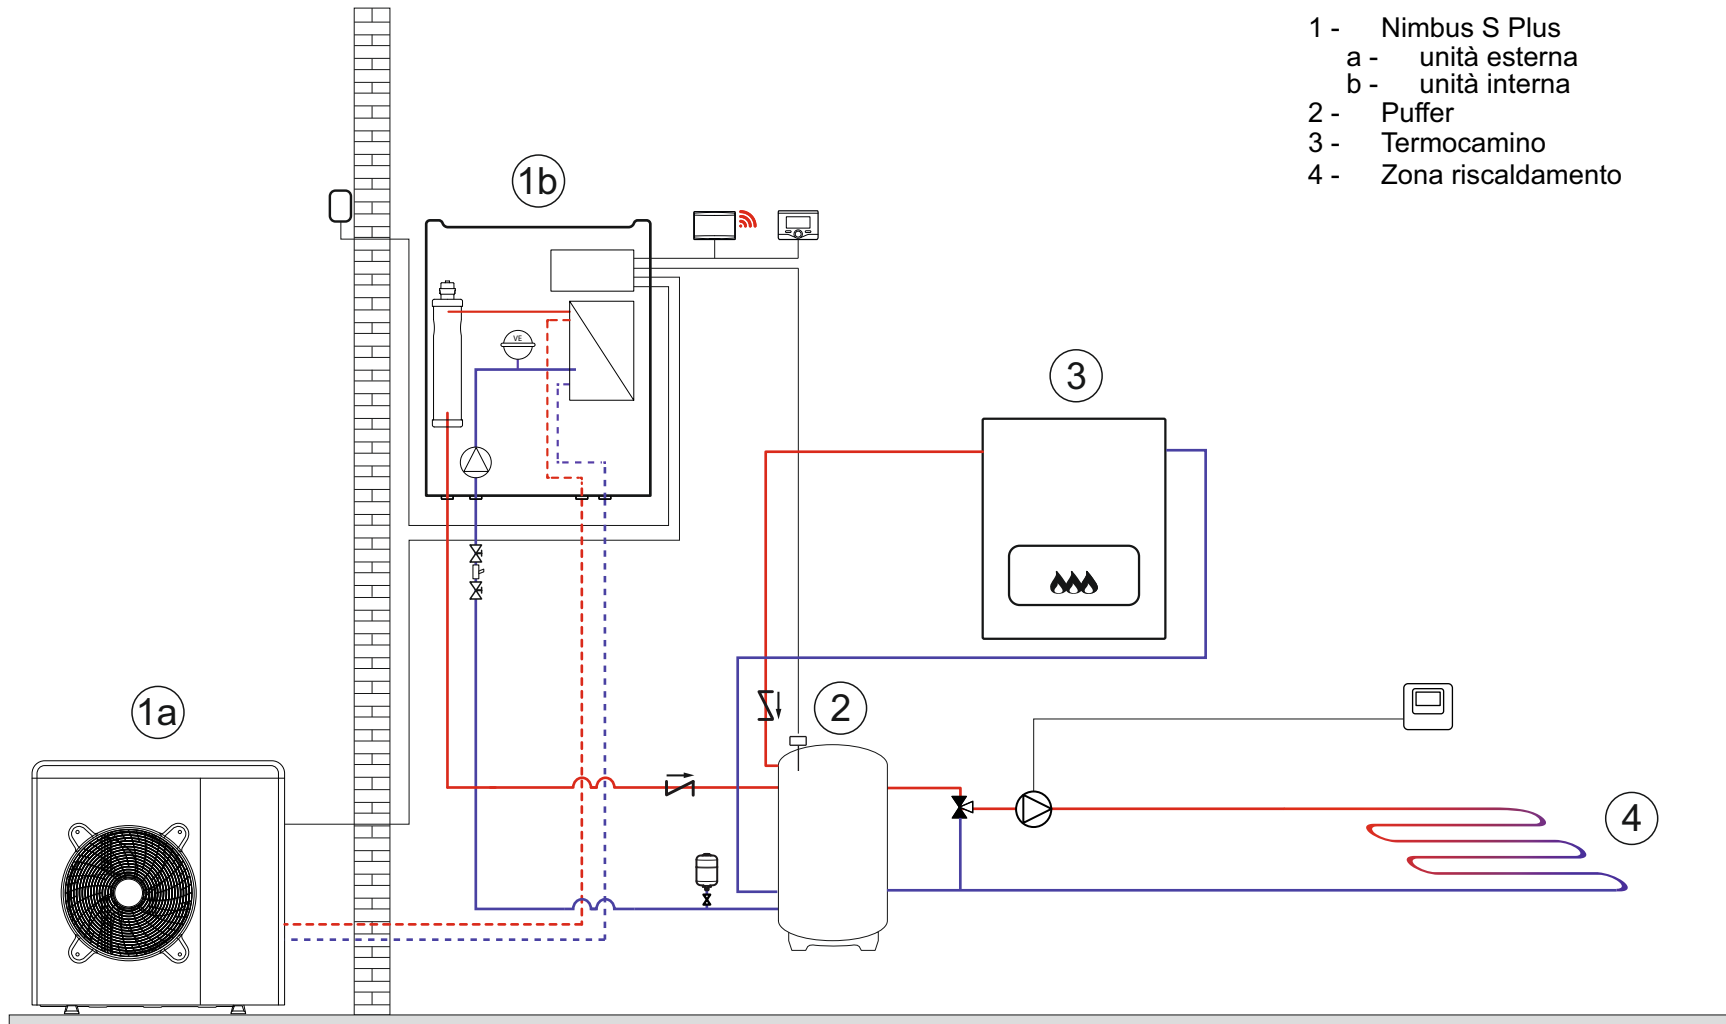 1 - Nimbus S Plus
a - unità esterna
b - unità interna
2 - Puffer
3 - Termocamino
4 - Zona riscaldamento
1b
VE
3
2
1a
4